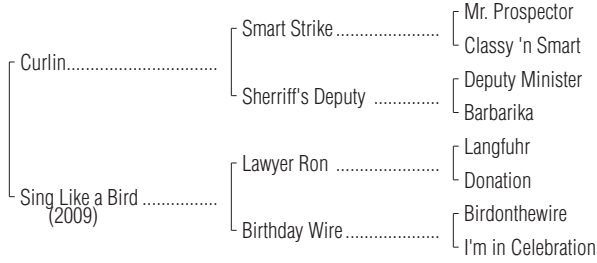 Mr. Prospector
Smart Strike ......................
Classy 'n Smart
Curlin................................
Deputy Minister
Sherriff's Deputy ..............
Barbarika
Langfuhr
Lawyer Ron ......................
Donation
Sing Like a Bird ................
(2009)
Birdonthewire
Birthday Wire....................
I'm in Celebration